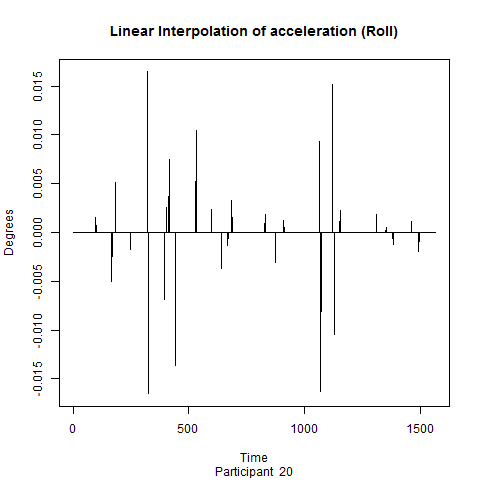 Linear Interpolation of acceleration (Roll)
Degrees
0.015
0.010
0.005
0.000
-0.005
-0.010
-0.015
0 500 1000 1500
Time
Participant 20